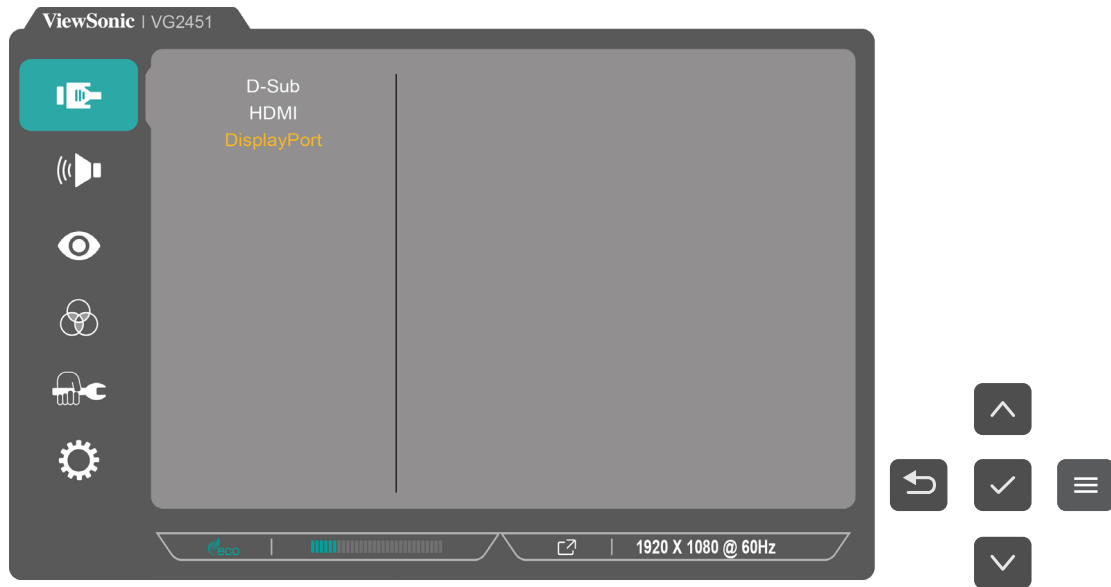 ViewSonic | VG2451
D-Sub
HDMI
DisplayPort
eco | | 1920 X 1080 @ 60Hz